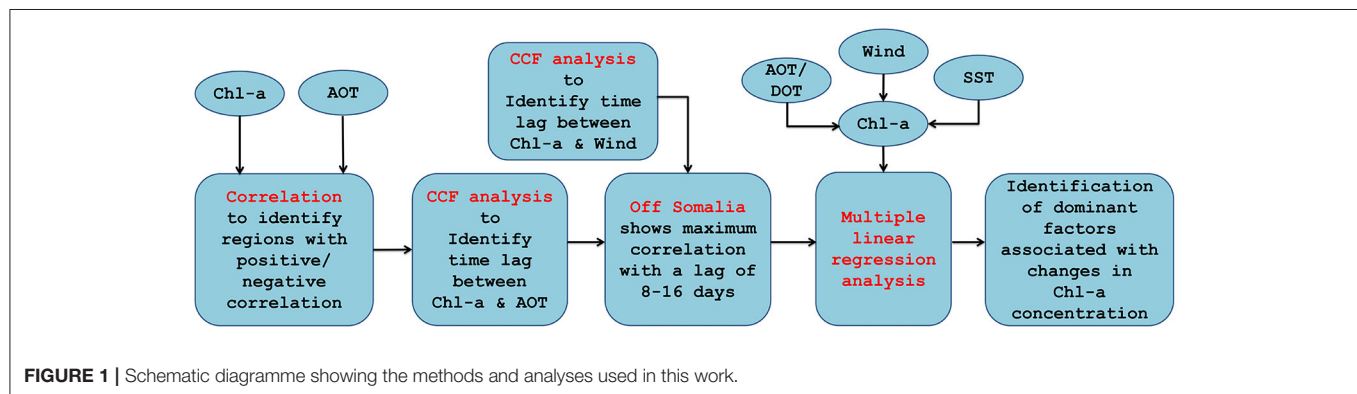 Chl-a
AOT
CCF analysis
to
Identify time
lag between
Chl-a & Wind
AOT/
DOT
Wind
SST
Chl-a
Correlation
to identify
regions with
positive/
negative
correlation
CCF analysis
to
Identify
time lag
between
Chl-a & AOT
Off Somalia
shows maximum
correlation
with a lag of
8-16 days
Multiple
linear
regression
analysis
Identification
of dominant
factors
associated with
changes in
Chl-a
concentration
FIGURE 1 | Schematic diagramme showing the methods and analyses used in this work.